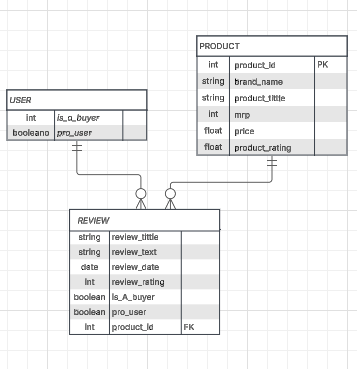 PRODUCT
int product_id PK
string brand_name
string product_tittle
int mrp
float price
float product_rating
USER
int is_a_buyer
booleano pro_user
REVIEW
string review_tittle
string review_text
date review_date
int review_rating
boolean is_A_buyer
boolean pro_user
int product_id FK